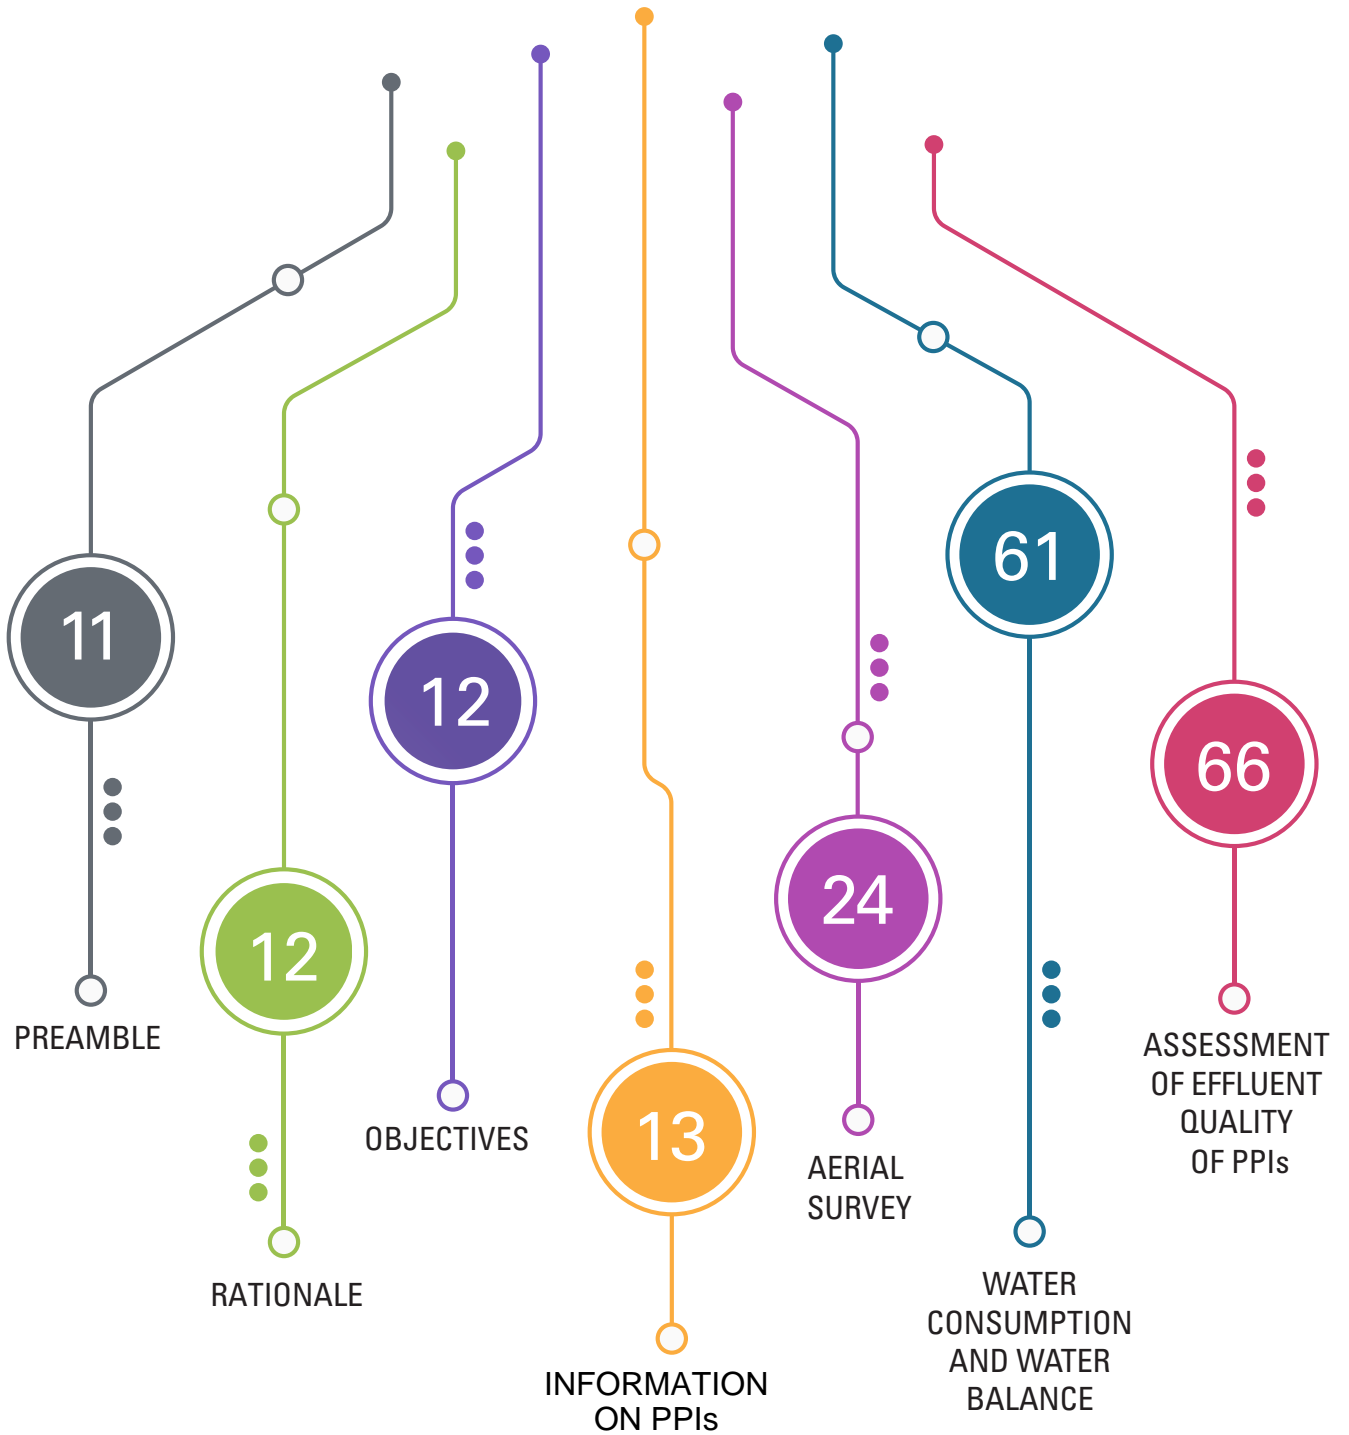 11
PREAMBLE
12
RATIONALE
12
OBJECTIVES
13
INFORMATION
ON PPIs
24
AERIAL
SURVEY
61
WATER
CONSUMPTION
AND WATER
BALANCE
66
ASSESSMENT
OF EFFLUENT
QUALITY
OF PPIs